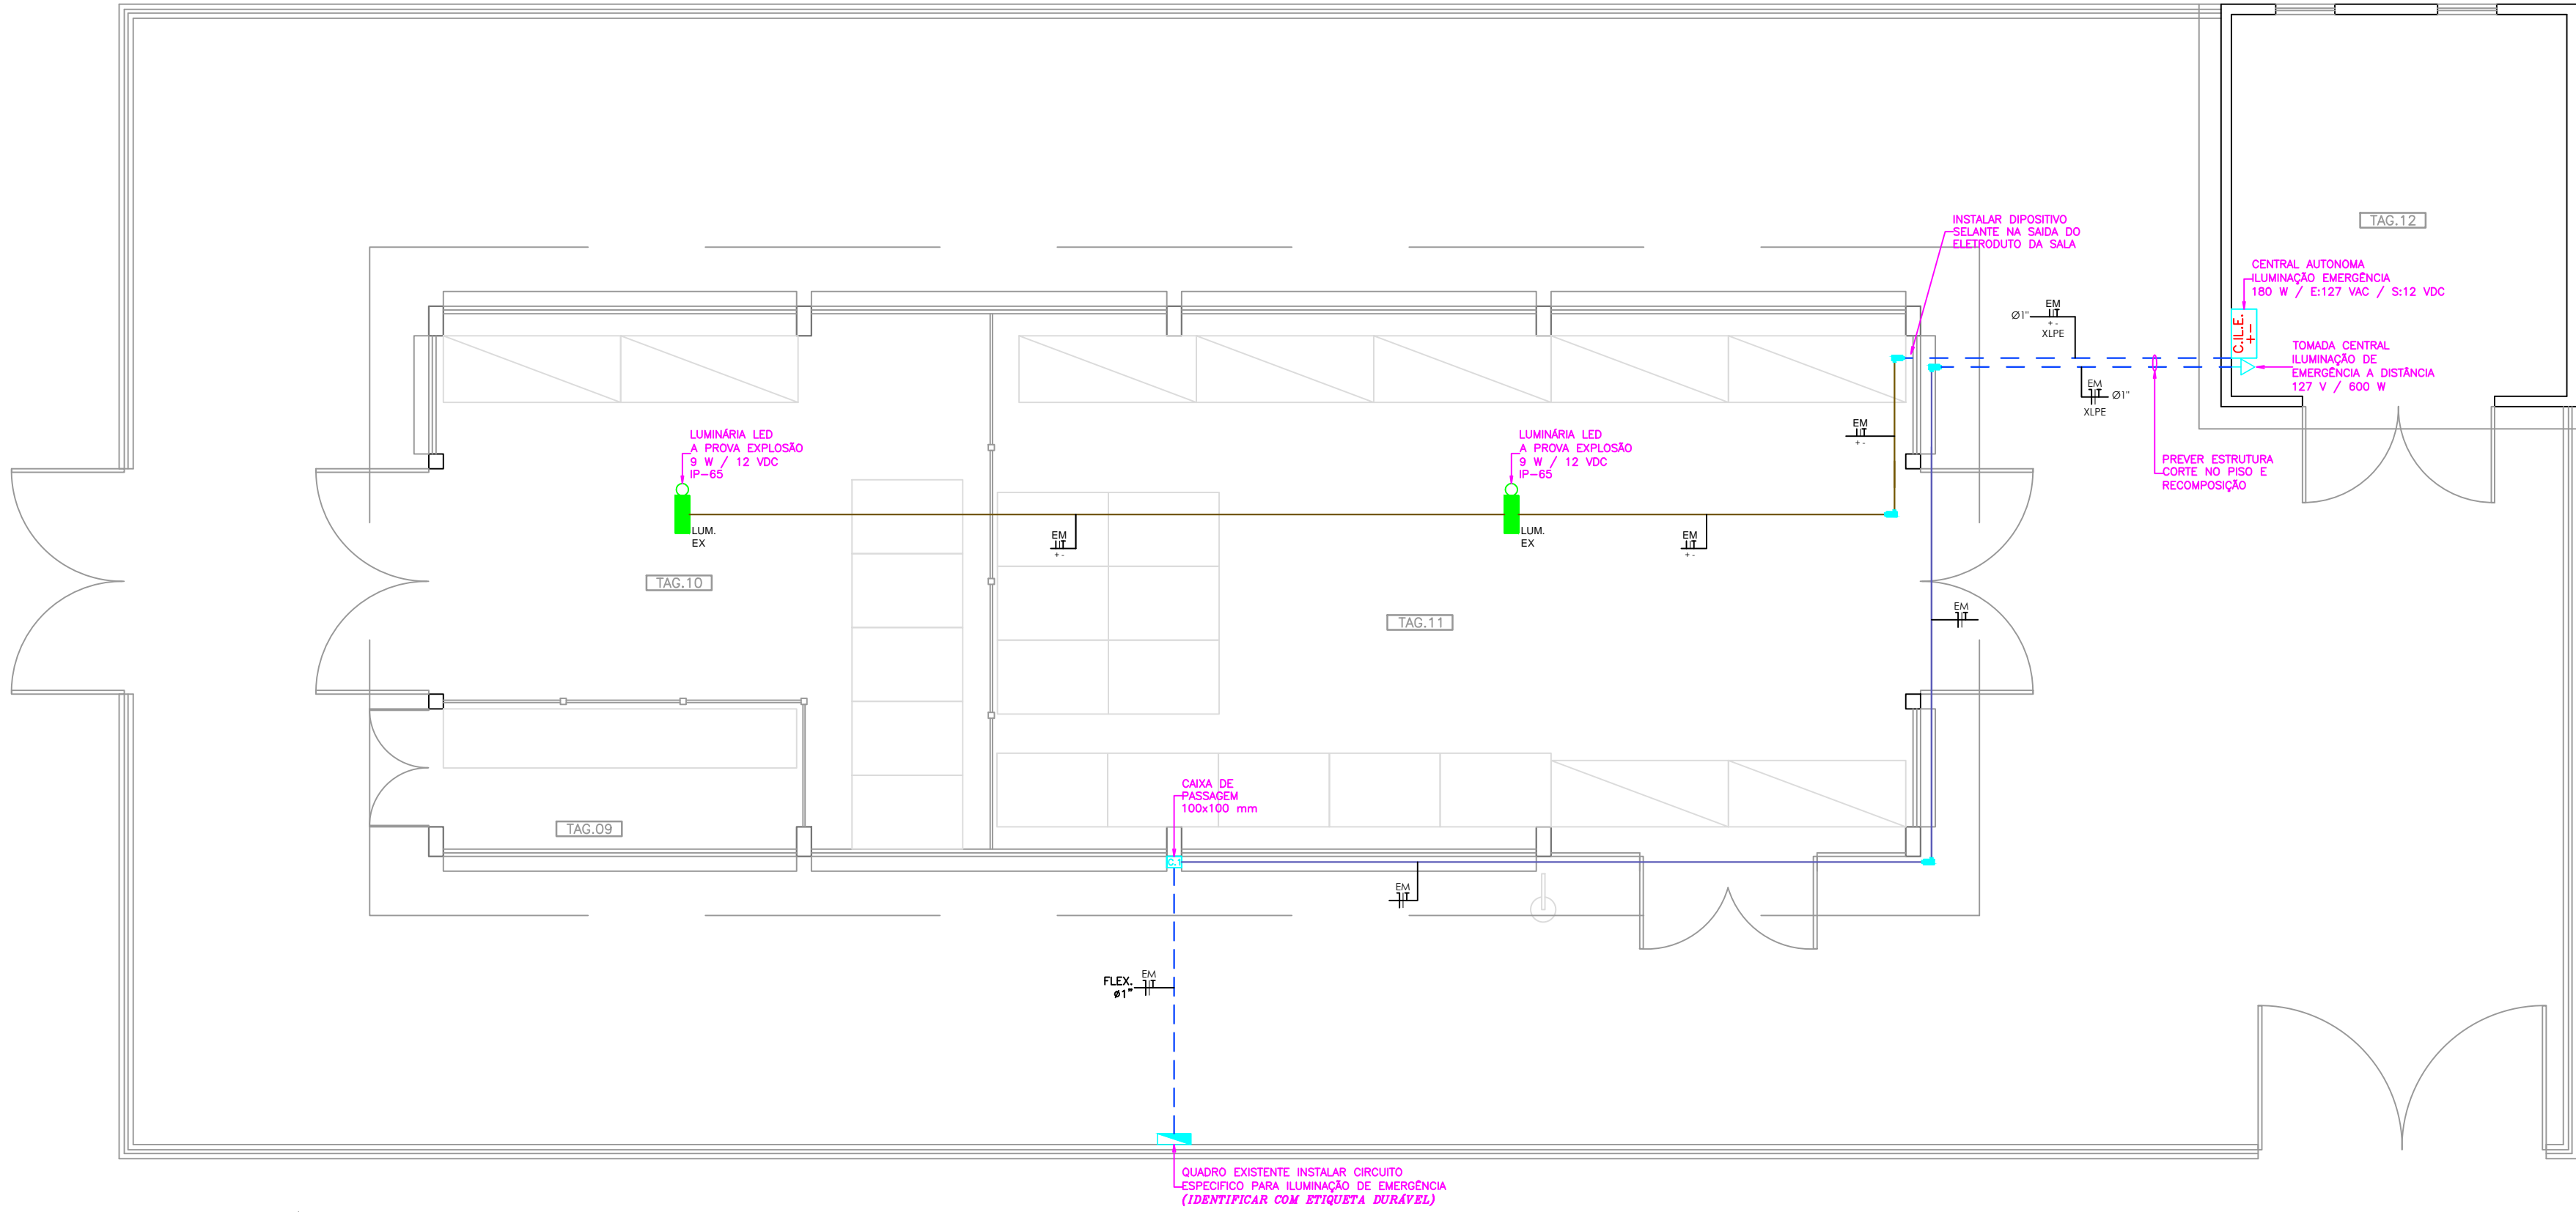 TAG.12
INSTALAR DIPOSITIVO
SELANTE NA SAIDA DO
ELETRODUTO DA SALA
CENTRAL AUTONOMA
ILUMINAÇÃO EMERGÊNCIA
180 W / E:127 VAC / S:12 VDC
EM
Ø1"
+ -
XLPE
C.I.L.E.
+ -
TOMADA CENTRAL
ILUMINAÇÃO DE
EMERGÊNCIA A DISTÂNCIA
127 V / 600 W
EM
Ø1"
XLPE
LUMINÁRIA LED
A PROVA EXPLOSÃO
9 W / 12 VDC
IP-65
LUMINÁRIA LED
A PROVA EXPLOSÃO
9 W / 12 VDC
IP-65
EM
+ -
PREVER ESTRUTURA
CORTE NO PISO E
RECOMPOSIÇÃO
LUM.
EX
EM
+ -
LUM.
EX
EM
+ -
TAG.10
TAG.11
EM
CAIXA DE
PASSAGEM
100x100 mm
TAG.09
C.1
EM
EM
FLEX.
ø1"
QUADRO EXISTENTE INSTALAR CIRCUITO
ESPECIFICO PARA ILUMINAÇÃO DE EMERGÊNCIA
(IDENTIFICAR COM ETIQUETA DURÁVEL)